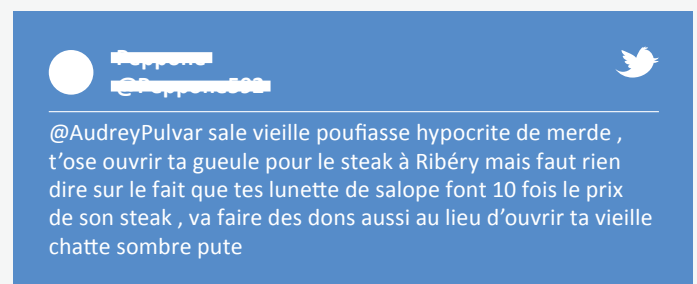 @AudreyPulvar sale vieille poufiasse hypocrite de merde ,
t’ose ouvrir ta gueule pour le steak à Ribéry mais faut rien
dire sur le fait que tes lunette de salope font 10 fois le prix
de son steak , va faire des dons aussi au lieu d’ouvrir ta vieille
chatte sombre pute